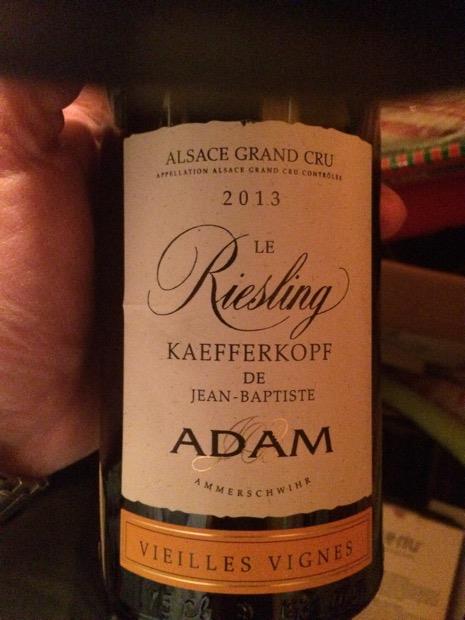 ALSACE GRAND CRU
APPELLATION ALSACE GRAND CRU CONTRÔLÉE
2013
LE
Riesling
KAEFFERKOPF
DE
JEAN-BAPTISTE
ADAM
AMMERSCHWIHR
VIEILLES VIGNES